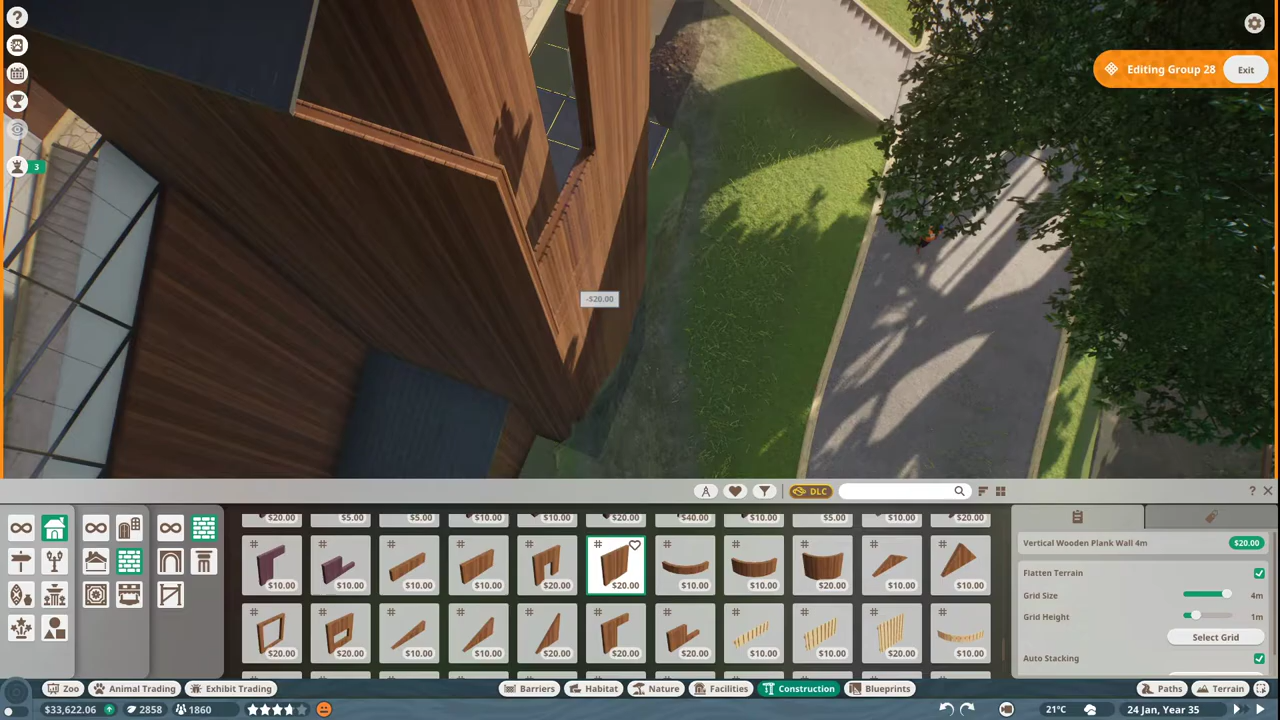 ?
Editing Group 28
Exit
3
-$20.00
DLC
?
$20.00 $5.00 $5.00 $10.00 $10.00 $20.00 $40.00 $10.00 $5.00 $10.00 $20.00
$10.00 $10.00 $10.00 $10.00 $20.00 $20.00 $10.00 $10.00 $20.00 $10.00 $10.00
$20.00 $20.00 $10.00 $10.00 $20.00 $20.00 $20.00 $10.00 $10.00 $20.00 $10.00
Vertical Wooden Plank Wall 4m
$20.00
Flatten Terrain
Grid Size
4m
Grid Height
1m
Select Grid
Auto Stacking
Zoo
Animal Trading
Exhibit Trading
Barriers
Habitat
Nature
Facilities
Construction
Blueprints
Paths
Terrain
$33,622.06
2858
1860
21°C
24 Jan, Year 35